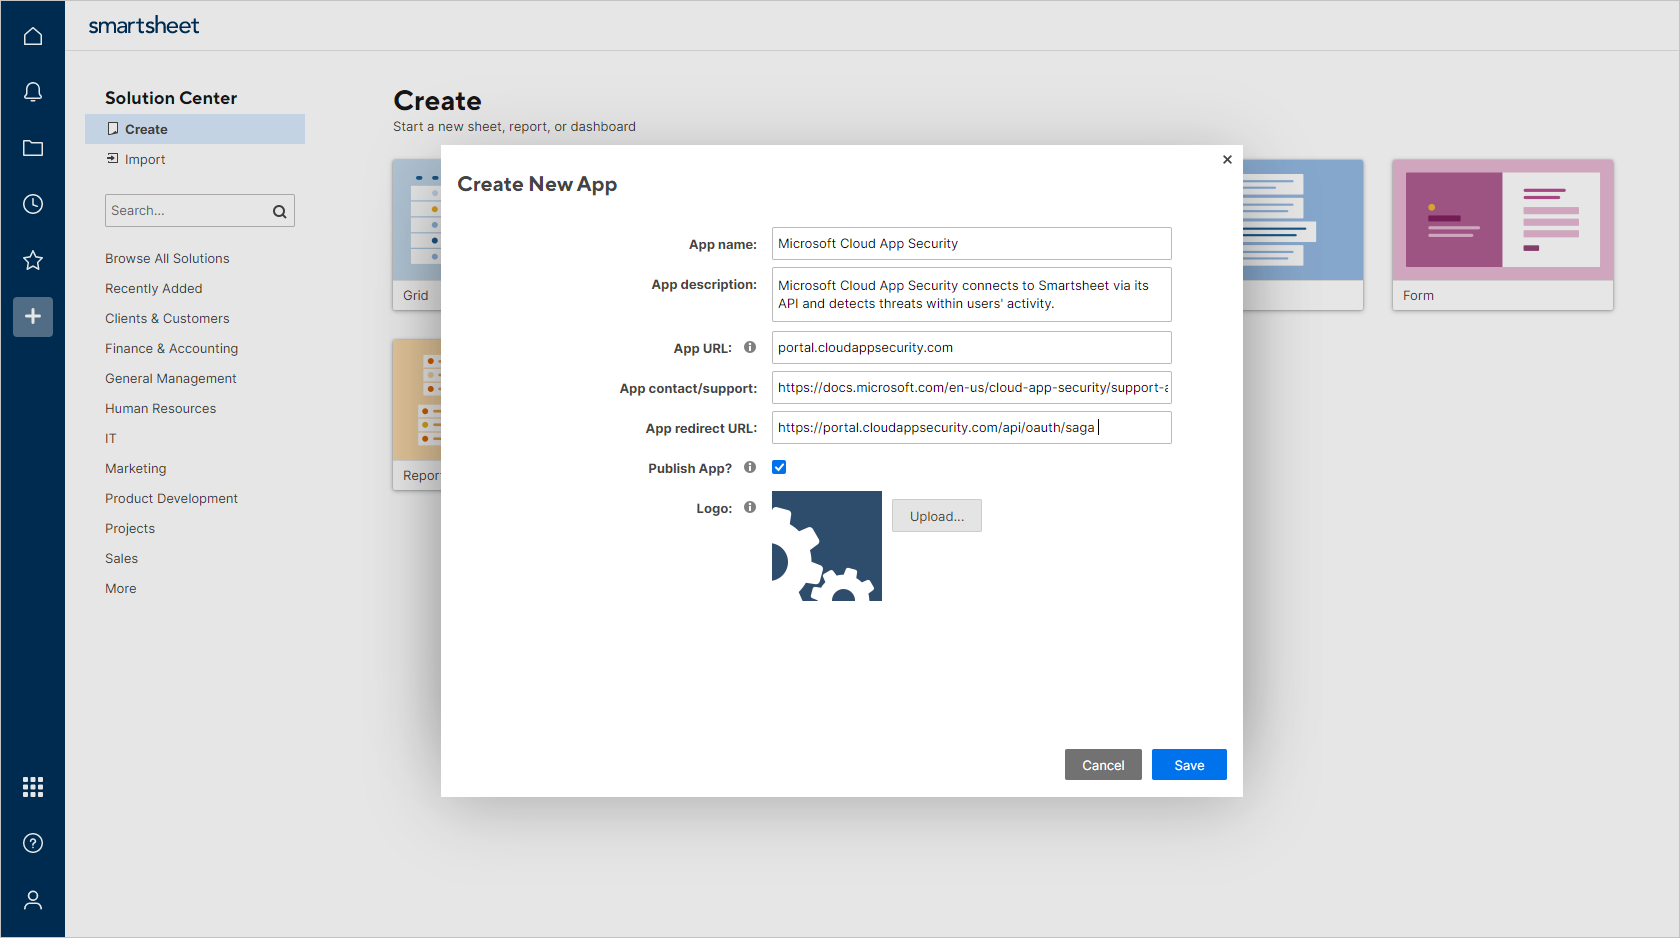 smartsheet
Solution Center
Create
Import
Search...
Browse All Solutions
Recently Added
Clients & Customers
Finance & Accounting
General Management
Human Resources
IT
Marketing
Product Development
Projects
Sales
More
Create
Start a new sheet, report, or dashboard
Grid
Form
Repor
Create New App
App name: Microsoft Cloud App Security
App description: Microsoft Cloud App Security connects to Smartsheet via its
API and detects threats within users' activity.
App URL: portal.cloudappsecurity.com
App contact/support: https://docs.microsoft.com/en-us/cloud-app-security/support-a
App redirect URL: https://portal.cloudappsecurity.com/api/oauth/saga
Publish App?
Logo:
Upload...
Cancel
Save